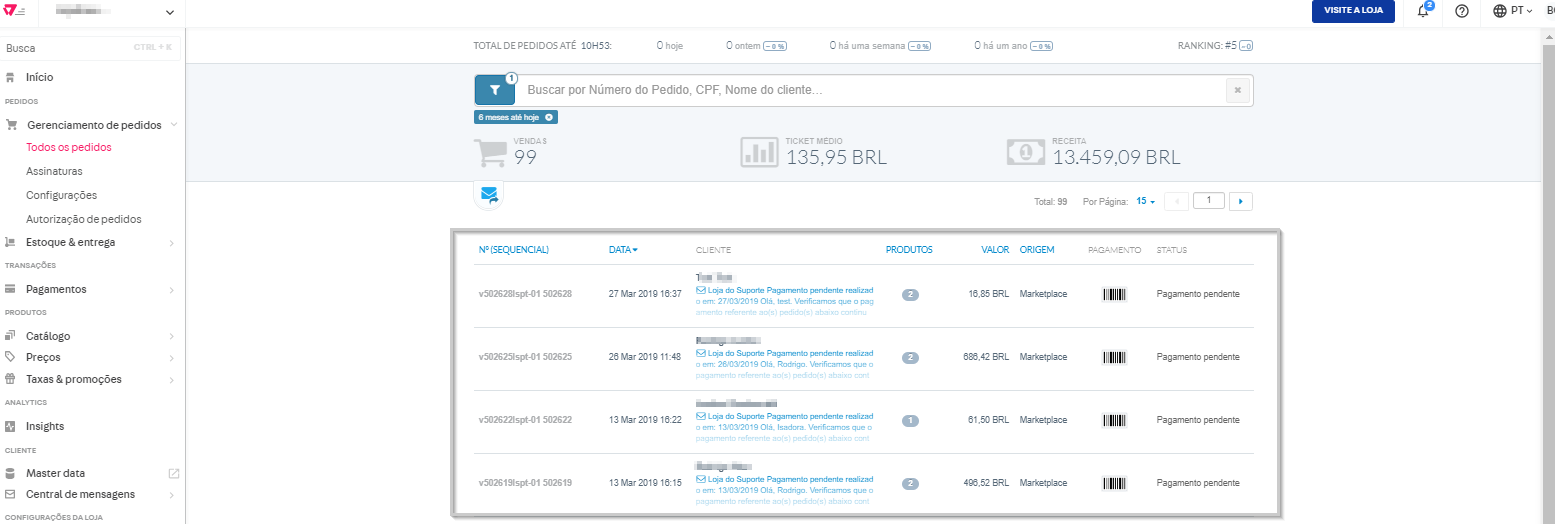 VISITE A LOJA
2
PT
Busca
CTRL + K
Início
PEDIDOS
Gerenciamento de pedidos
Todos os pedidos
Assinaturas
Configurações
Autorização de pedidos
Estoque & entrega
TRANSAÇÕES
Pagamentos
PRODUTOS
Catálogo
Preços
Taxas & promoções
ANALYTICS
Insights
CLIENTE
Master data
Central de mensagens
CONFIGURAÇÕES DA LOJA
TOTAL DE PEDIDOS ATÉ 10H53: 0 hoje 0 ontem – 0 % 0 há uma semana – 0 % 0 há um ano – 0 % RANKING: #5 – 0
1
Buscar por Número do Pedido, CPF, Nome do cliente...
6 meses até hoje
VENDAS
99
TICKET MÉDIO
135,95 BRL
RECEITA
13.459,09 BRL
Total: 99 Por Página: 15 1
Nº (SEQUENCIAL) DATA CLIENTE PRODUTOS VALOR ORIGEM PAGAMENTO STATUS
v502628lspt-01 502628 27 Mar 2019 16:37
Loja do Suporte Pagamento pendente realizad
o em: 27/03/2019 Olá, test. Verificamos que o pag
amento referente ao(s) pedido(s) abaixo continu
2 16,85 BRL Marketplace Pagamento pendente
v502625lspt-01 502625 26 Mar 2019 11:48
Loja do Suporte Pagamento pendente realizad
o em: 26/03/2019 Olá, Rodrigo. Verificamos que o
pagamento referente ao(s) pedido(s) abaixo cont
2 686,42 BRL Marketplace Pagamento pendente
v502622lspt-01 502622 13 Mar 2019 16:22
Loja do Suporte Pagamento pendente realizad
o em: 13/03/2019 Olá, Isadora. Verificamos que o
pagamento referente ao(s) pedido(s) abaixo cont
1 61,50 BRL Marketplace Pagamento pendente
v502619lspt-01 502619 13 Mar 2019 16:15
Loja do Suporte Pagamento pendente realizad
o em: 13/03/2019 Olá, Rodrigo. Verificamos que o
pagamento referente ao(s) pedido(s) abaixo cont
2 496,52 BRL Marketplace Pagamento pendente